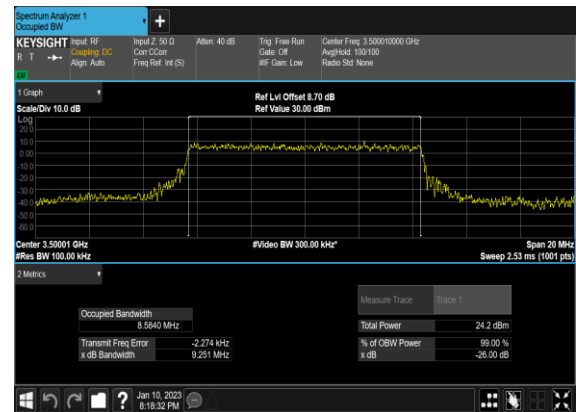 Spectrum Analyzer 1
Occupied BW
+
KEYSIGHT
R T
LW
Input: RF
Coupling: DC
Align: Auto
Input Z: 50 Ω
Corr CCorr
Freq Ref: Int (S)
Atten: 40 dB
Trig: Free Run
Gate: Off
#IF Gain: Low
Center Freq: 3.500010000 GHz
Avg|Hold: 100/100
Radio Std: None
1 Graph
Scale/Div 10.0 dB
Ref Lvl Offset 8.70 dB
Ref Value 30.00 dBm
Log
20.0
10.0
0.00
-10.0
-20.0
-30.0
-40.0
-50.0
-60.0
Center 3.50001 GHz
#Res BW 100.00 kHz
#Video BW 300.00 kHz*
Span 20 MHz
Sweep 2.53 ms (1001 pts)
2 Metrics
Measure Trace
Trace 1
Occupied Bandwidth
8.5840 MHz
Total Power
24.2 dBm
Transmit Freq Error
-2.274 kHz
% of OBW Power
99.00 %
x dB Bandwidth
9.251 MHz
x dB
-26.00 dB
?
Jan 10, 2023
8:18:32 PM